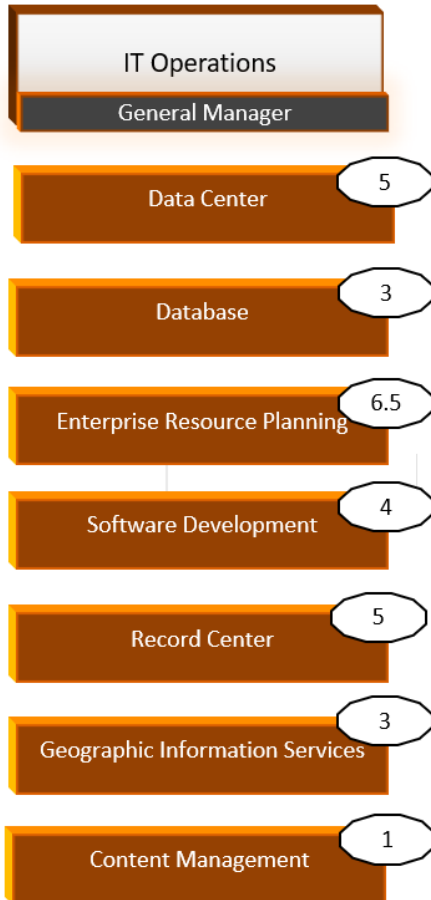 IT Operations
General Manager
5
Data Center
3
Database
6.5
Enterprise Resource Planning
4
Software Development
5
Record Center
3
Geographic Information Services
1
Content Management